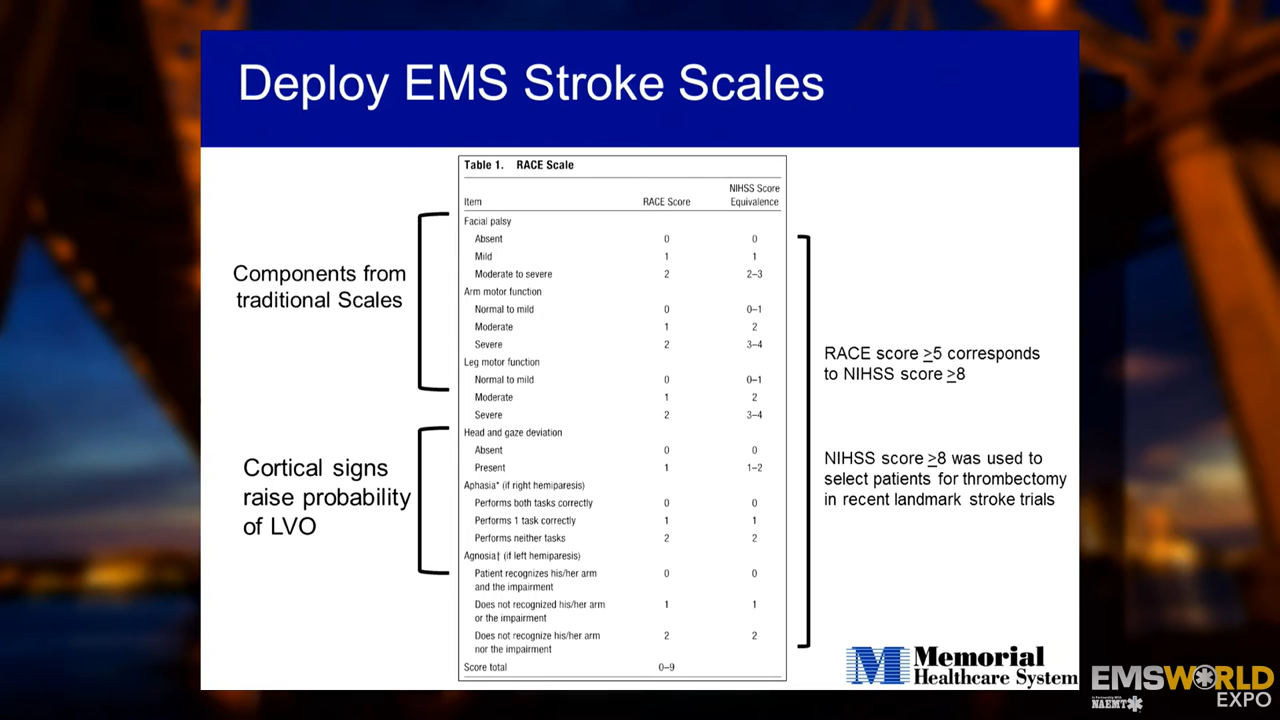 Deploy EMS Stroke Scales
Components from
traditional Scales
Cortical signs
raise probability
of LVO
Table 1. RACE Scale
Item RACE Score NIHSS Score Equivalence
Facial palsy
Absent 0 0
Mild 1 1
Moderate to severe 2 2–3
Arm motor function
Normal to mild 0 0–1
Moderate 1 2
Severe 2 3–4
Leg motor function
Normal to mild 0 0–1
Moderate 1 2
Severe 2 3–4
Head and gaze deviation
Absent 0 0
Present 1 1–2
Aphasia* (if right hemiparesis)
Performs both tasks correctly 0 0
Performs 1 task correctly 1 1
Performs neither tasks 2 2
Agnosia† (if left hemiparesis)
Patient recognizes his/her arm 0 0
and the impairment
Does not recognized his/her arm 1 1
or the impairment
Does not recognize his/her arm 2 2
nor the impairment
Score total 0–9
RACE score ≥5 corresponds
to NIHSS score ≥8
NIHSS score ≥8 was used to
select patients for thrombectomy
in recent landmark stroke trials
Memorial
Healthcare System
EMSWORLD
In Partnership With
NAEMT
EXPO